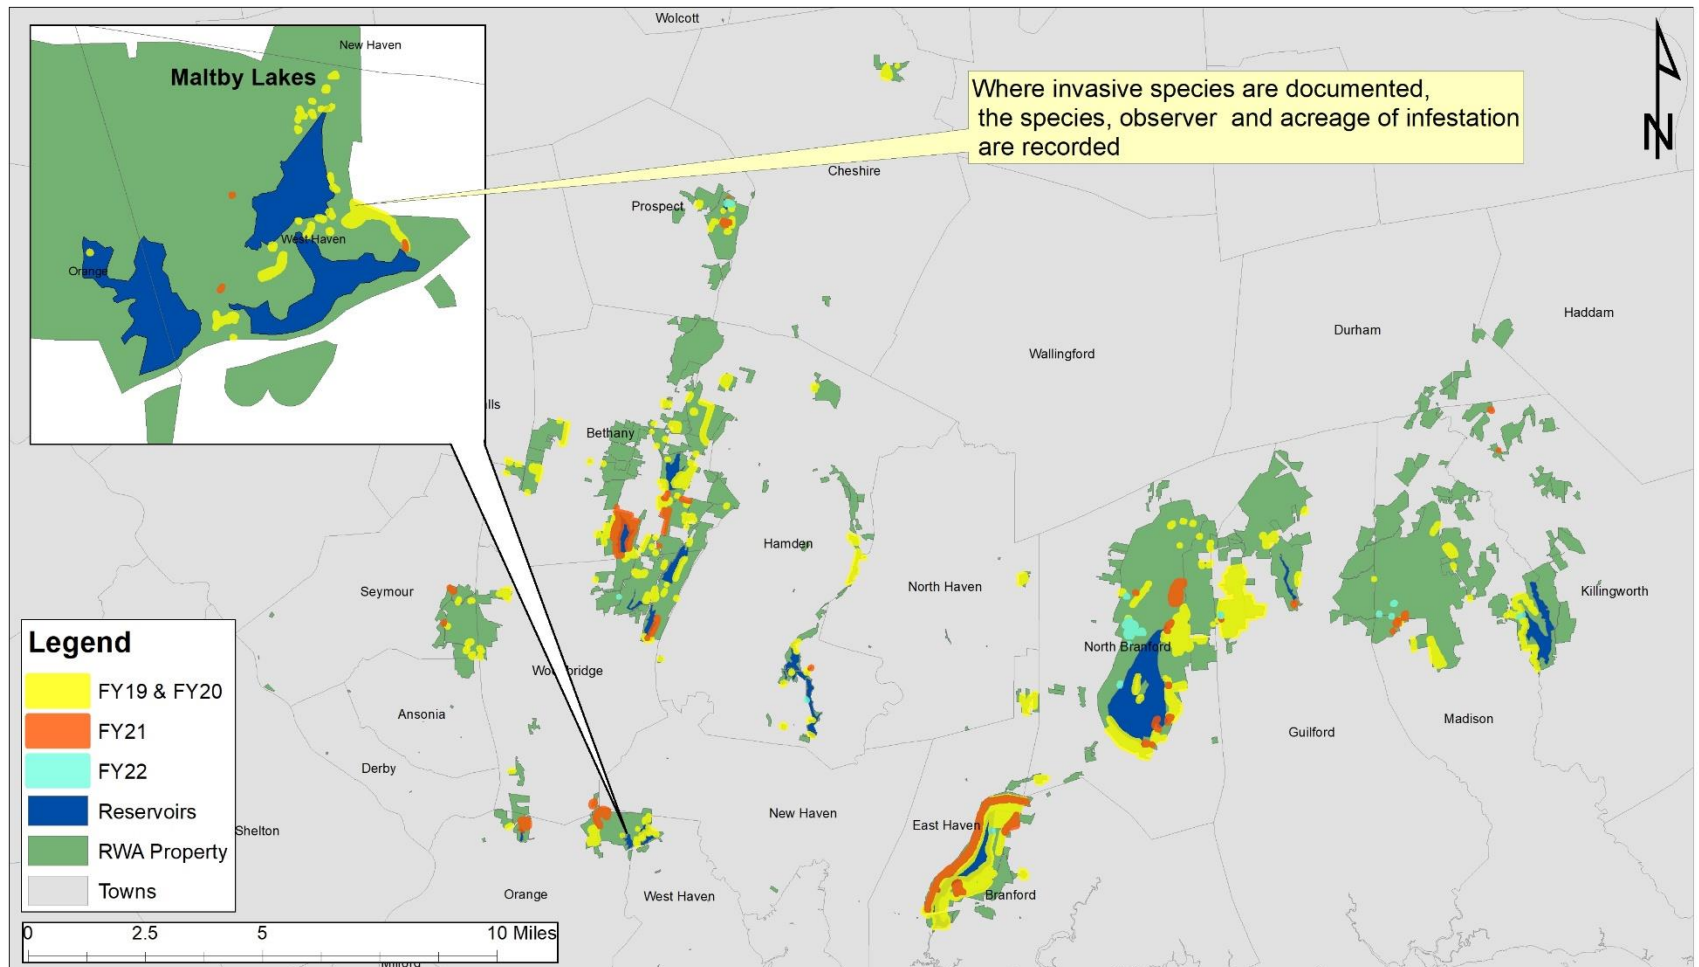 Wolcott
New Haven
Maltby Lakes
Where invasive species are documented,
the species, observer and acreage of infestation
are recorded
N
Cheshire
Prospect
West Haven
Orange
Haddam
Durham
Wallingford
lls
Bethany
Hamden
North Haven
Seymour
Killingworth
North Branford
Ansonia
Madison
Guilford
Derby
New Haven
East Haven
Shelton
Orange
West Haven
Branford
Legend
FY19 & FY20
FY21
FY22
Reservoirs
RWA Property
Towns
0 2.5 5 10 Miles